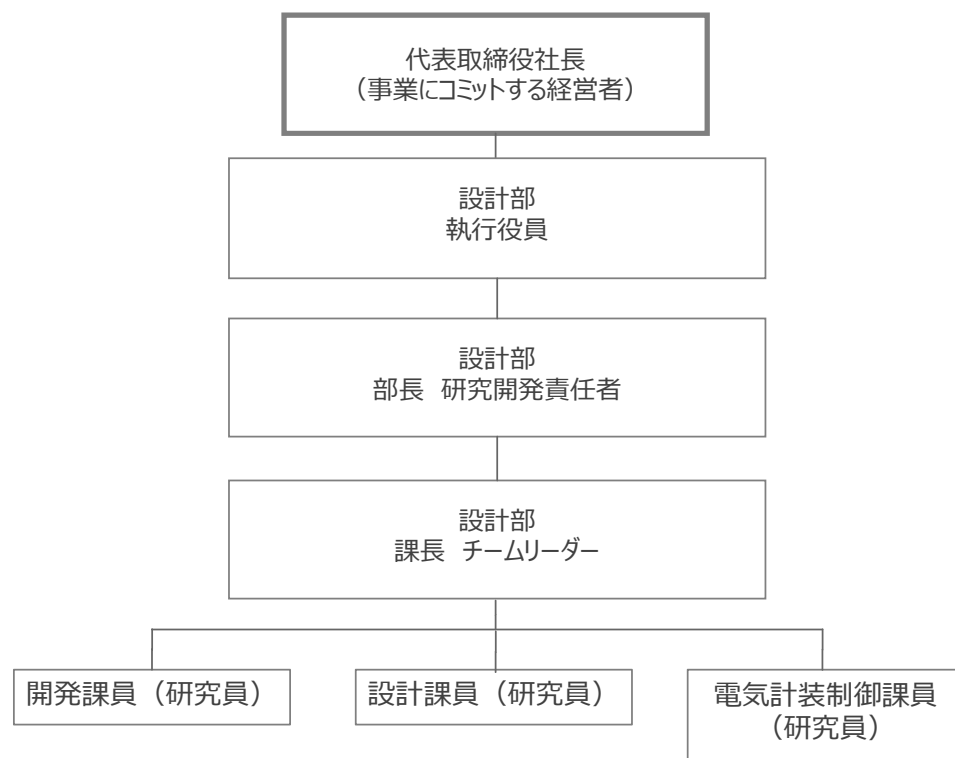 代表取締役社長
（事業にコミットする経営者）
設計部
執行役員
設計部
部長　研究開発責任者
設計部
課長　チームリーダー
開発課員（研究員）
設計課員（研究員）
電気計装制御課員
（研究員）